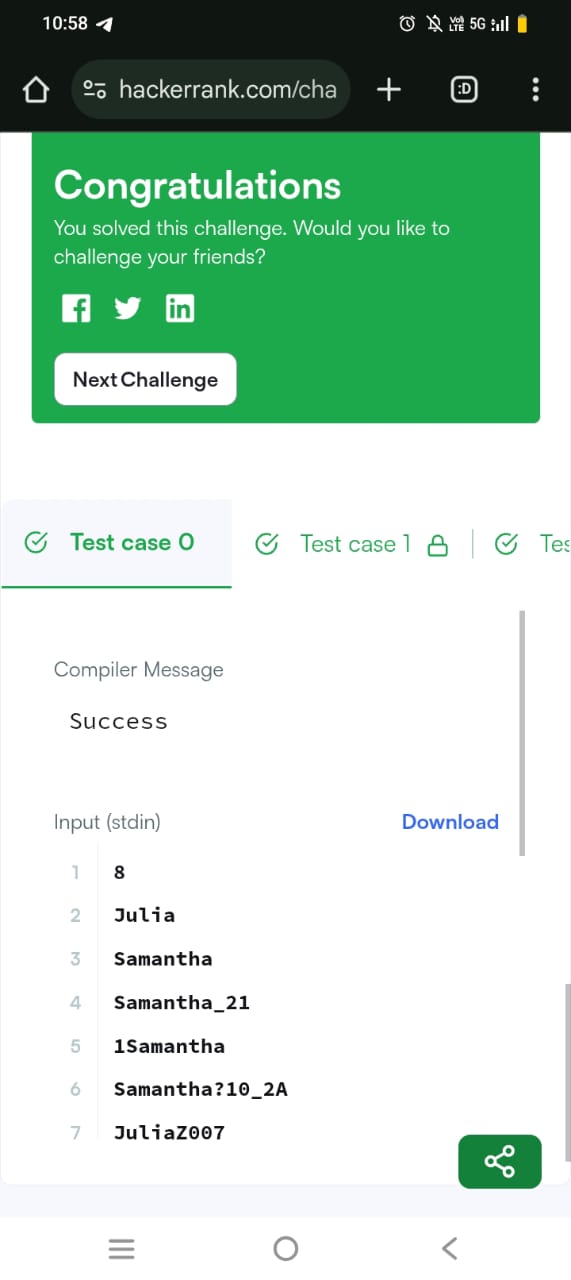 10:58
Vo) LTE 5G
hackerrank.com/cha
:D
Congratulations
You solved this challenge. Would you like to
challenge your friends?
Next Challenge
Test case 0
Test case 1
Tes
Compiler Message
Success
Input (stdin)
Download
1 8
2 Julia
3 Samantha
4 Samantha_21
5 1Samantha
6 Samantha?10_2A
7 JuliaZ007